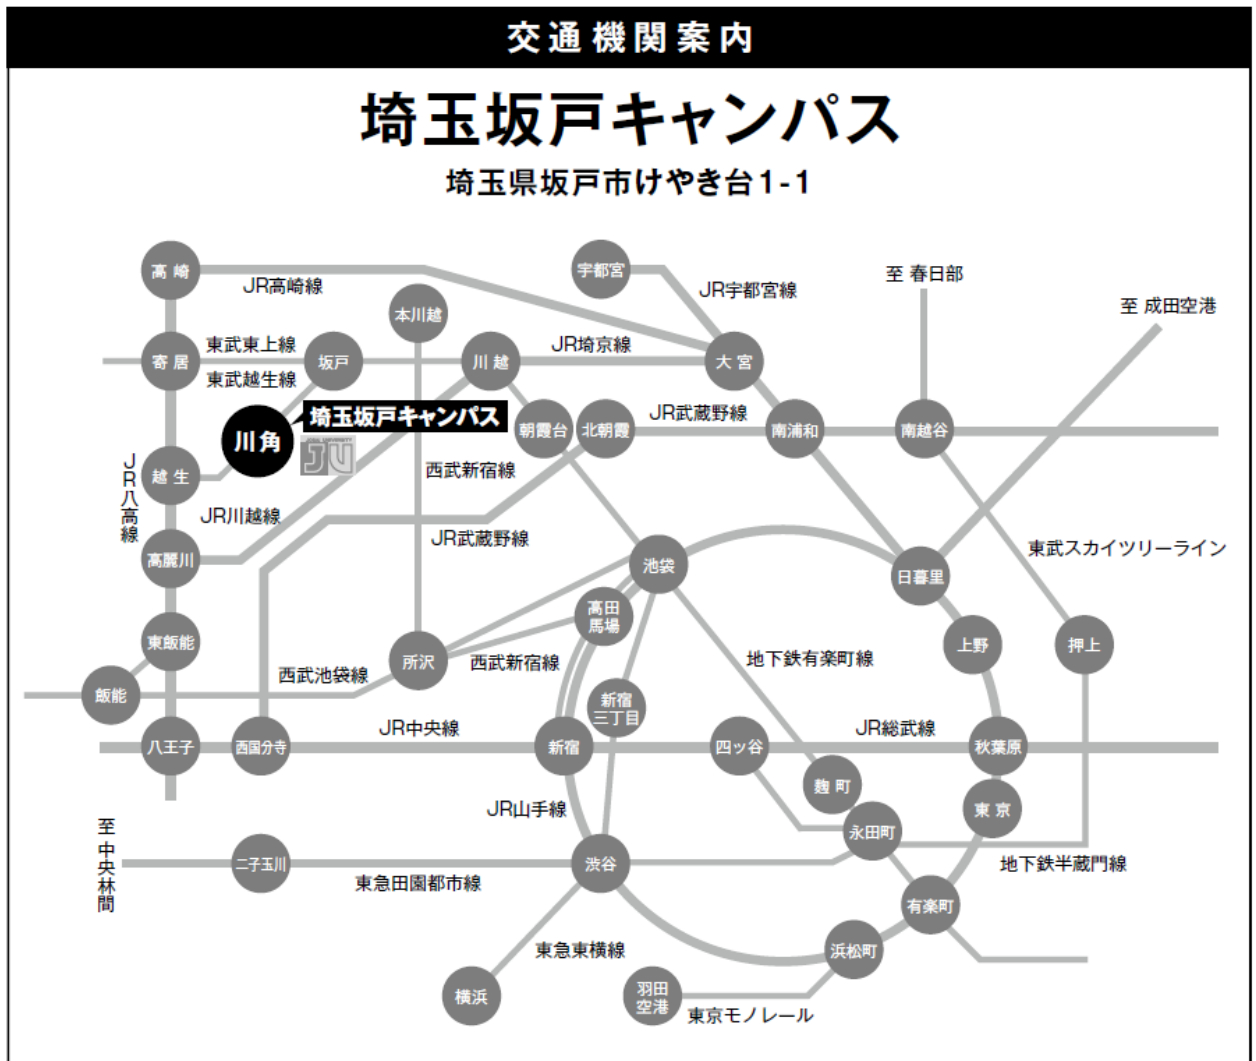 交通機関案内
埼玉坂戸キャンパス
埼玉県坂戸市けやき台1-1
高崎
JR高崎線
宇都宮
JR宇都宮線
至 春日部
至 成田空港
本川越
寄居
東武東上線
東武越生線
坂戸
川越
JR埼京線
大宮
川角
埼玉坂戸キャンパス
JU
朝霞台
北朝霞
JR武蔵野線
南浦和
南越谷
JR八高線
越生
西武新宿線
JR川越線
JR武蔵野線
高麗川
池袋
日暮里
東武スカイツリーライン
高田
馬場
東飯能
所沢
西武新宿線
西武池袋線
地下鉄有楽町線
上野
押上
飯能
新宿
三丁目
八王子
西国分寺
JR中央線
新宿
四ッ谷
JR総武線
秋葉原
麹町
東京
JR山手線
永田町
至 中央林間
二子玉川
東急田園都市線
渋谷
地下鉄半蔵門線
有楽町
東急東横線
浜松町
横浜
羽田
空港
東京モノレール